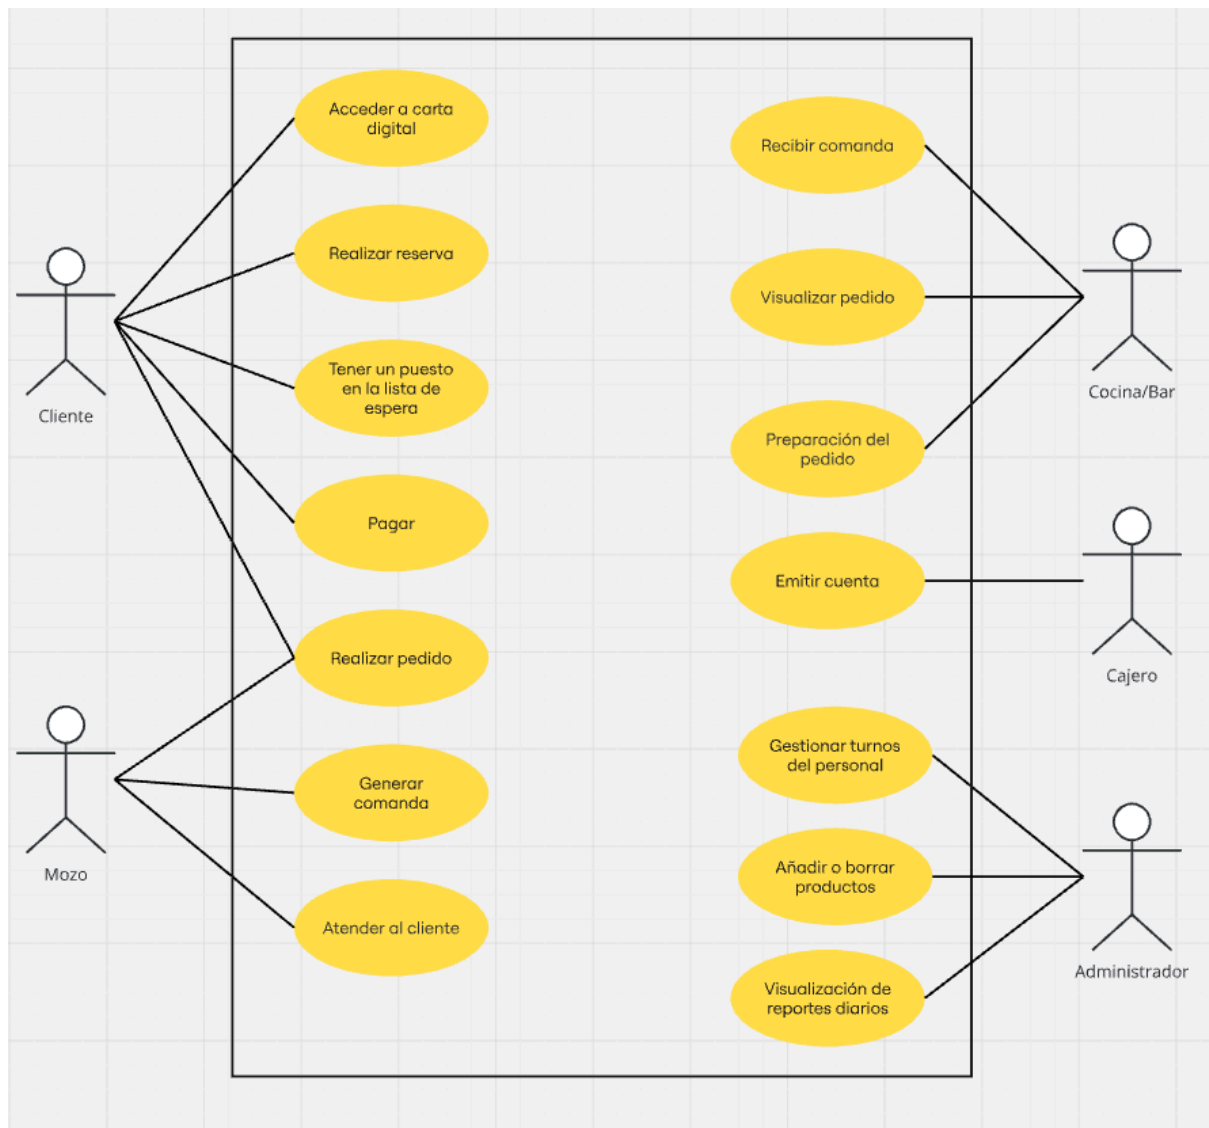 Acceder a carta
digital
Realizar reserva
Tener un puesto
en la lista de
espera
Pagar
Realizar pedido
Generar
comanda
Atender al cliente
Cliente
Mozo
Recibir comanda
Visualizar pedido
Preparación del
pedido
Emitir cuenta
Gestionar turnos
del personal
Añadir o borrar
productos
Visualización de
reportes diarios
Cocina/Bar
Cajero
Administrador